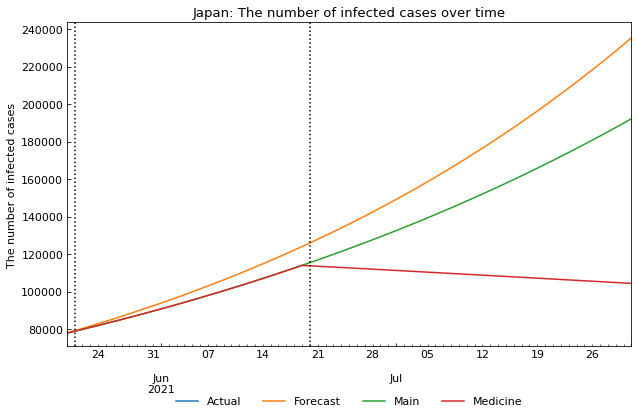 Japan: The number of infected cases over time
The number of infected cases
240000
220000
200000
180000
160000
140000
120000
100000
80000
24 31 07 14 21 28 05 12 19 26
Jun Jul
2021
Actual Forecast Main Medicine